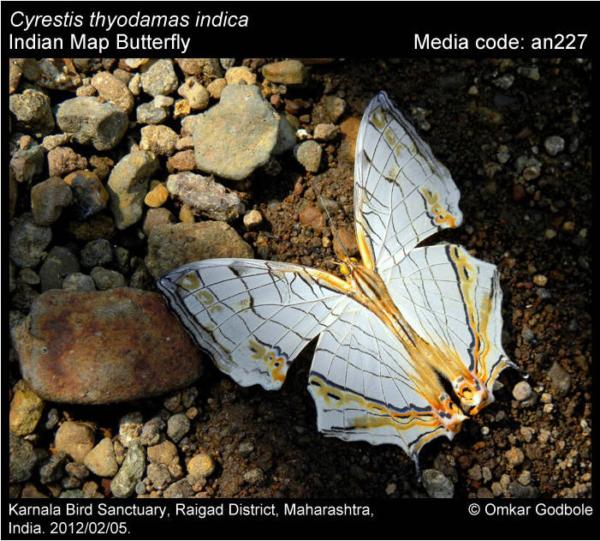 Cyrestis thyodamas indica
Indian Map Butterfly Media code: an227
Karnala Bird Sanctuary, Raigad District, Maharashtra,
India. 2012/02/05.
© Omkar Godbole